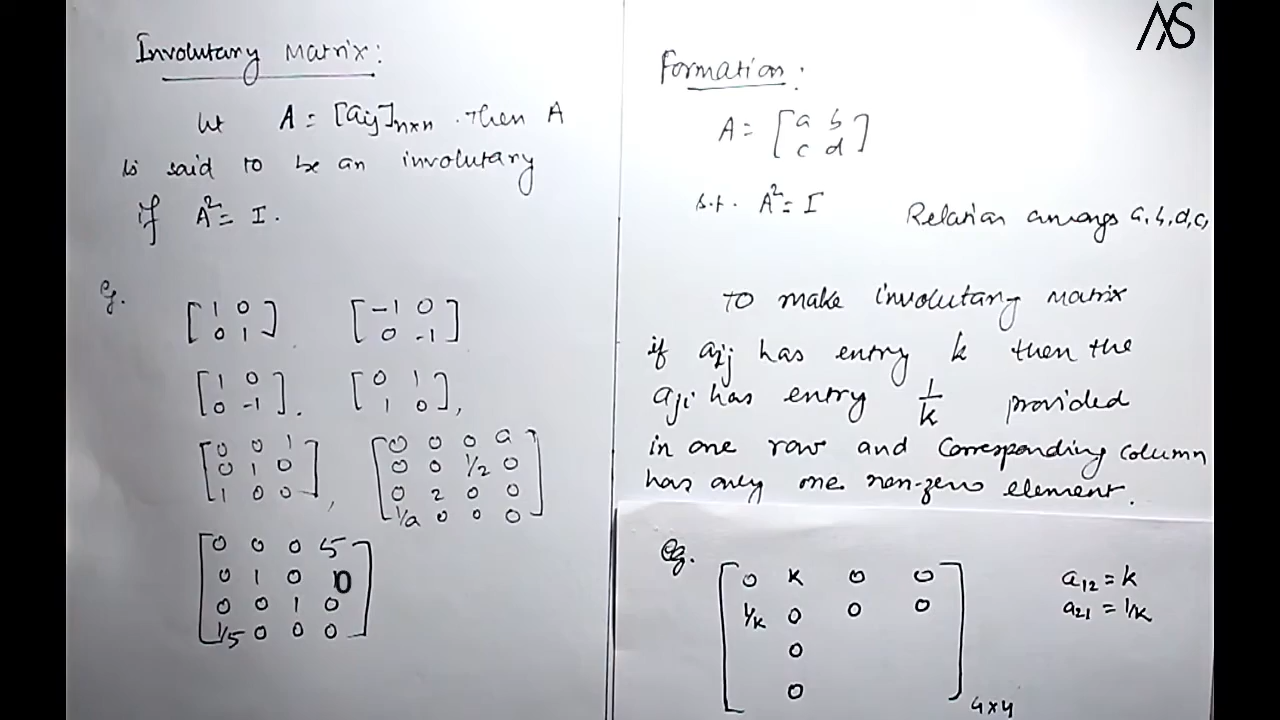 Involutary Matrix:
let A = [aij]n×n . Then A
is said to be an involutary
if A² = I.
eg.
[1 0
0 1]
[-1 0
0 -1]
[1 0
0 -1].
[0 1
1 0],
[0 0 1
0 1 0
1 0 0],
[0 0 0 a
0 0 1/2 0
0 2 0 0
1/a 0 0 0]
[0 0 0 5
0 1 0 0
0 0 1 0
1/5 0 0 0]
NS
Formation:
A = [a b
c d]
s.t. A² = I
Relation amongs a, b, d, c,
To make involutary matrix
if aij has entry k then the
aji has entry 1/k provided
in one row and corresponding column
has only one non-zero element.
eg.
[0 k 0 0
1/k 0 0 0
0
0]4×4
a12 = k
a21 = 1/k